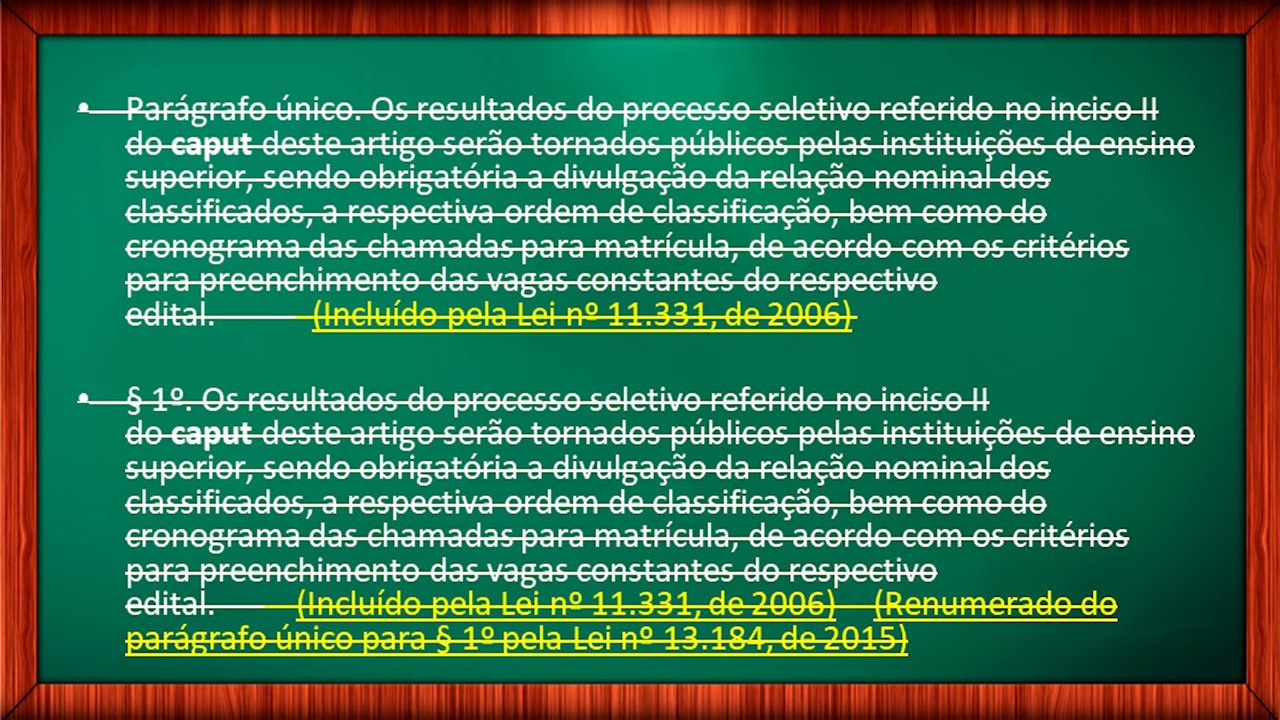 • Parágrafo único. Os resultados do processo seletivo referido no inciso II
do caput deste artigo serão tornados públicos pelas instituições de ensino
superior, sendo obrigatória a divulgação da relação nominal dos
classificados, a respectiva ordem de classificação, bem como do
cronograma das chamadas para matrícula, de acordo com os critérios
para preenchimento das vagas constantes do respectivo
edital. (Incluído pela Lei nº 11.331, de 2006)
• § 1º. Os resultados do processo seletivo referido no inciso II
do caput deste artigo serão tornados públicos pelas instituições de ensino
superior, sendo obrigatória a divulgação da relação nominal dos
classificados, a respectiva ordem de classificação, bem como do
cronograma das chamadas para matrícula, de acordo com os critérios
para preenchimento das vagas constantes do respectivo
edital. (Incluído pela Lei nº 11.331, de 2006) (Renumerado do
parágrafo único para § 1º pela Lei nº 13.184, de 2015)